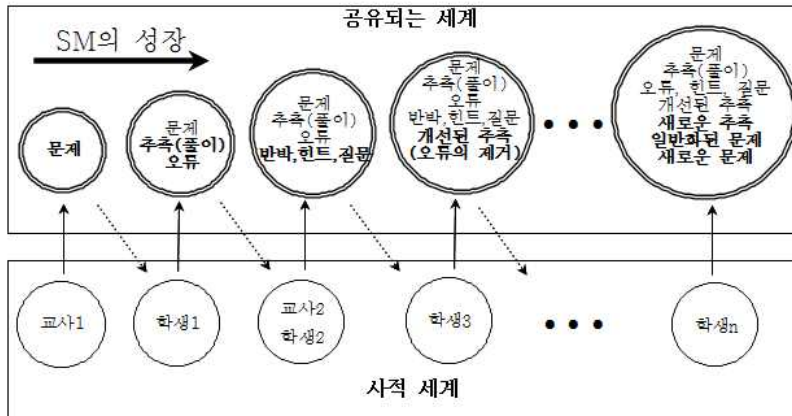 공유되는 세계
SM의 성장
문제
문제
추측(풀이)
오류
문제
추측(풀이)
오류
반박,힌트,질문
문제
추측(풀이)
오류
반박,힌트,질문
개선된 추측
(오류의 제거)
문제
추측(풀이)
오류, 힌트, 질문
개선된 추측
새로운 추측
일반화된 문제
새로운 문제
교사1
학생1
교사2
학생2
학생3
학생n
사적 세계